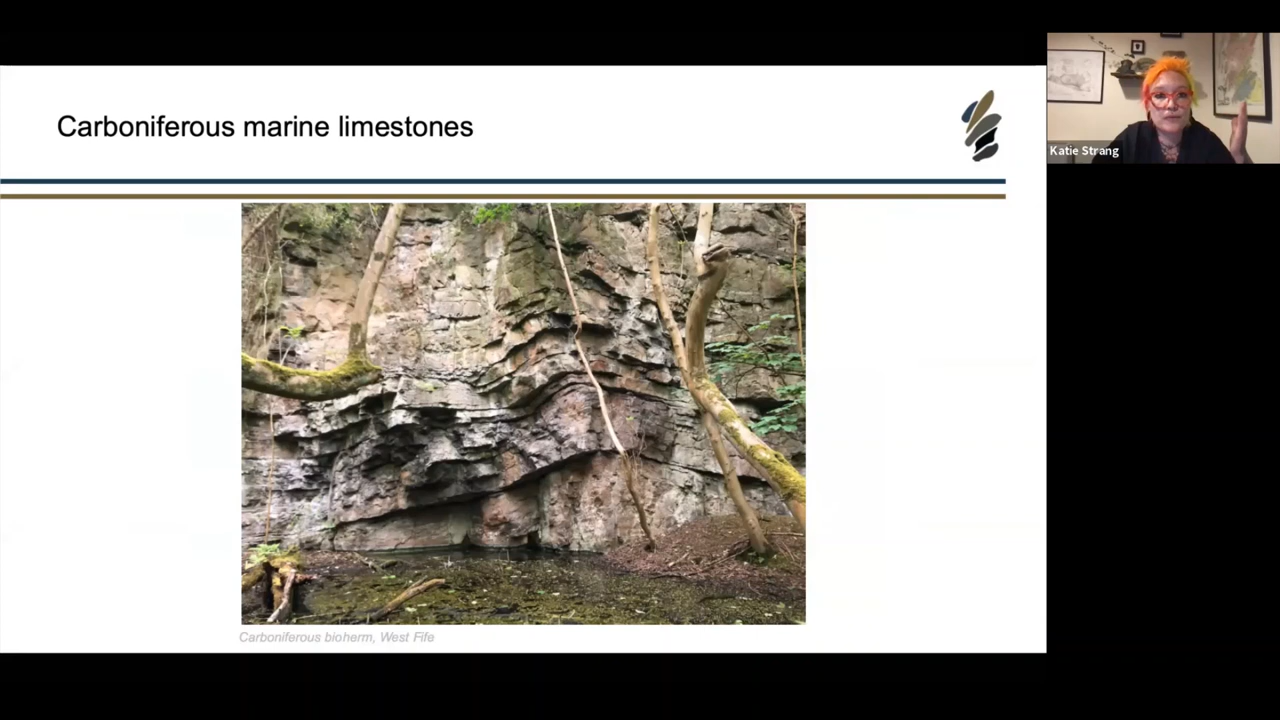 Carboniferous marine limestones
Katie Strang
Carboniferous bioherm, West Fife